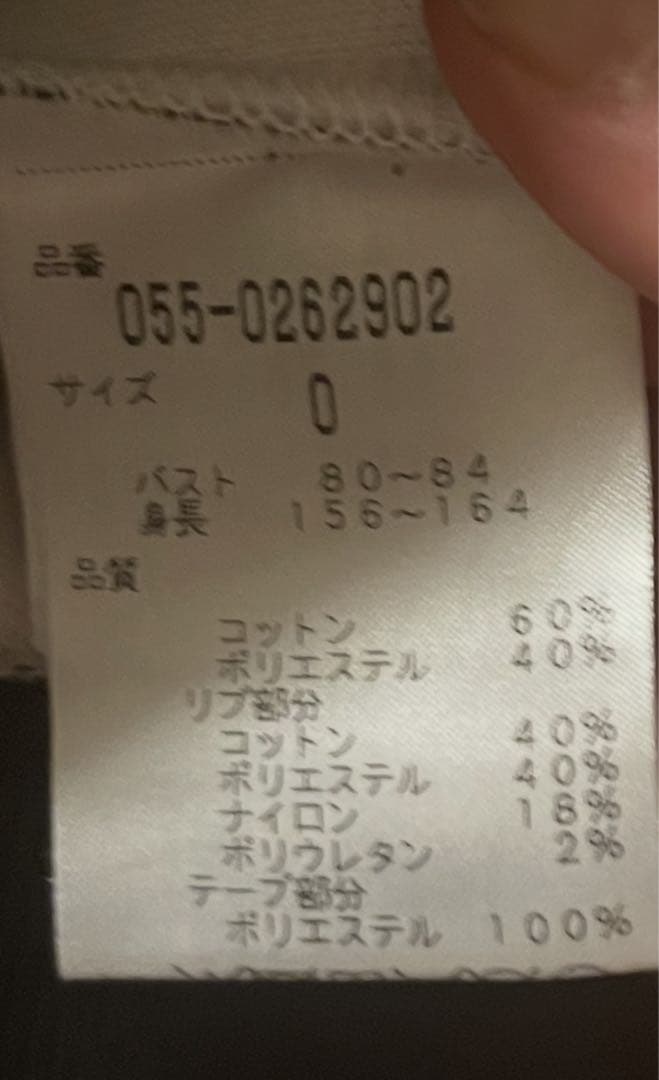 品番
055-0262902
サイズ 0
バスト 80~84
身長 156~164
品質
コットン 60%
ポリエステル 40%
リブ部分
コットン 40%
ポリエステル 40%
ナイロン 18%
ポリウレタン 2%
テープ部分
ポリエステル 100%